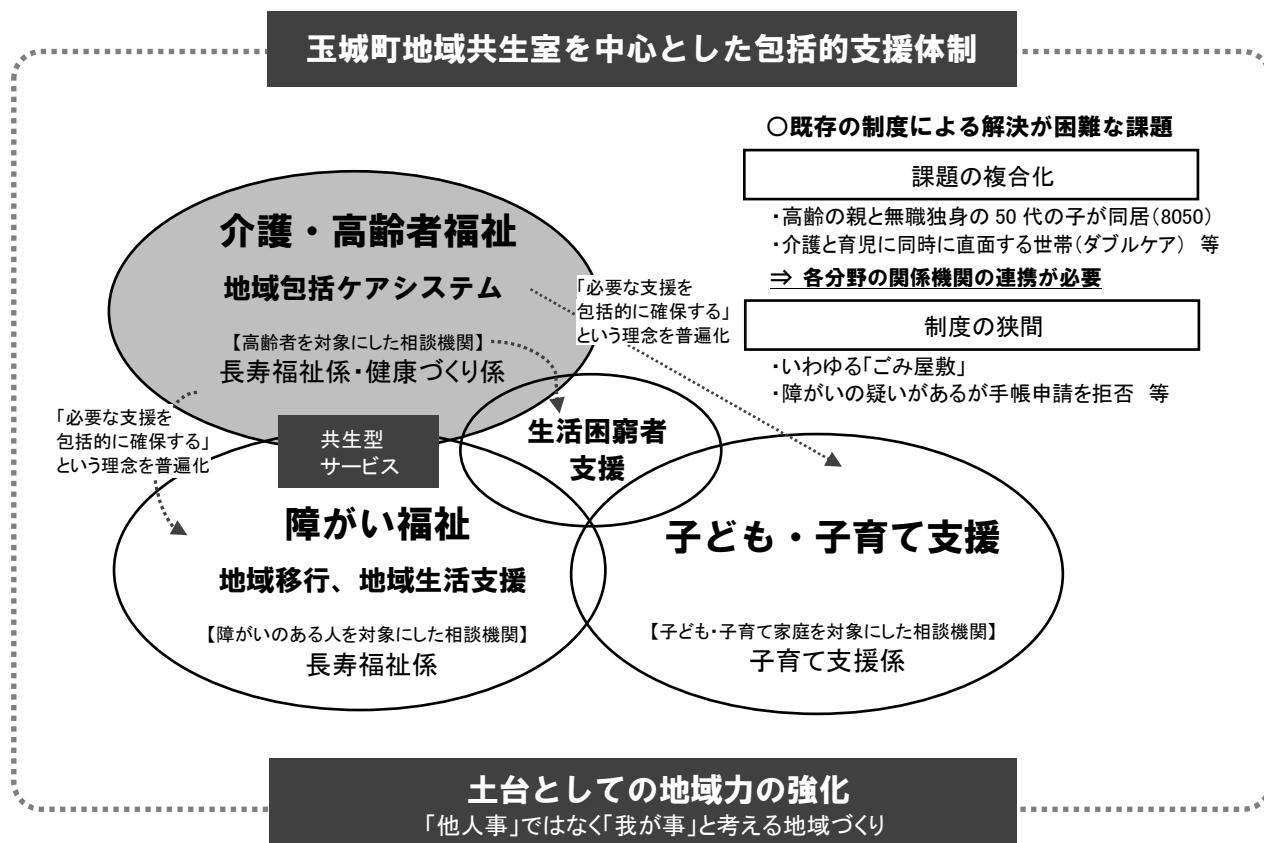 玉城町地域共生室を中心とした包括的支援体制
〇既存の制度による解決が困難な課題
課題の複合化
・高齢の親と無職独身の 50 代の子が同居（8050）
・介護と育児に同時に直面する世帯（ダブルケア） 等
⇒ 各分野の関係機関の連携が必要
制度の狭間
・いわゆる「ごみ屋敷」
・障がいの疑いがあるが手帳申請を拒否 等
介護・高齢者福祉
地域包括ケアシステム
【高齢者を対象にした相談機関】
長寿福祉係・健康づくり係
「必要な支援を
包括的に確保する」
という理念を普遍化
「必要な支援を
包括的に確保する」
という理念を普遍化
共生型
サービス
生活困窮者
支援
障がい福祉
地域移行、地域生活支援
【障がいのある人を対象にした相談機関】
長寿福祉係
子ども・子育て支援
【子ども・子育て家庭を対象にした相談機関】
子育て支援係
土台としての地域力の強化
「他人事」ではなく「我が事」と考える地域づくり